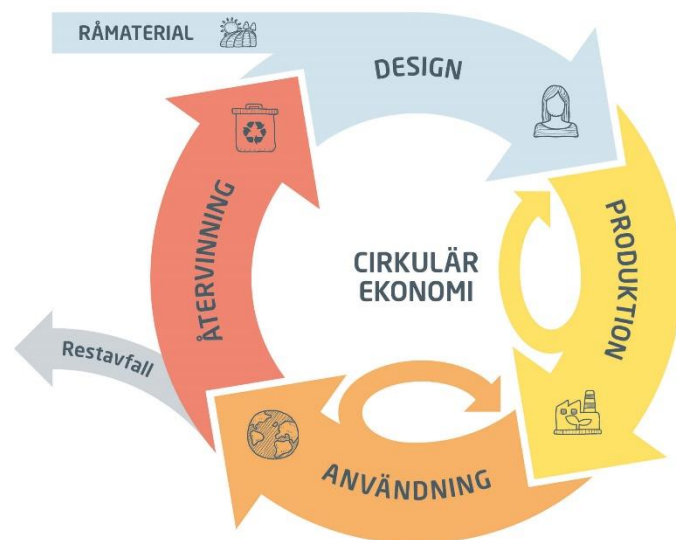 RÅMATERIAL
DESIGN
PRODUKTION
CIRKULÄR
EKONOMI
ÅTERVINNING
Restavfall
ANVÄNDNING